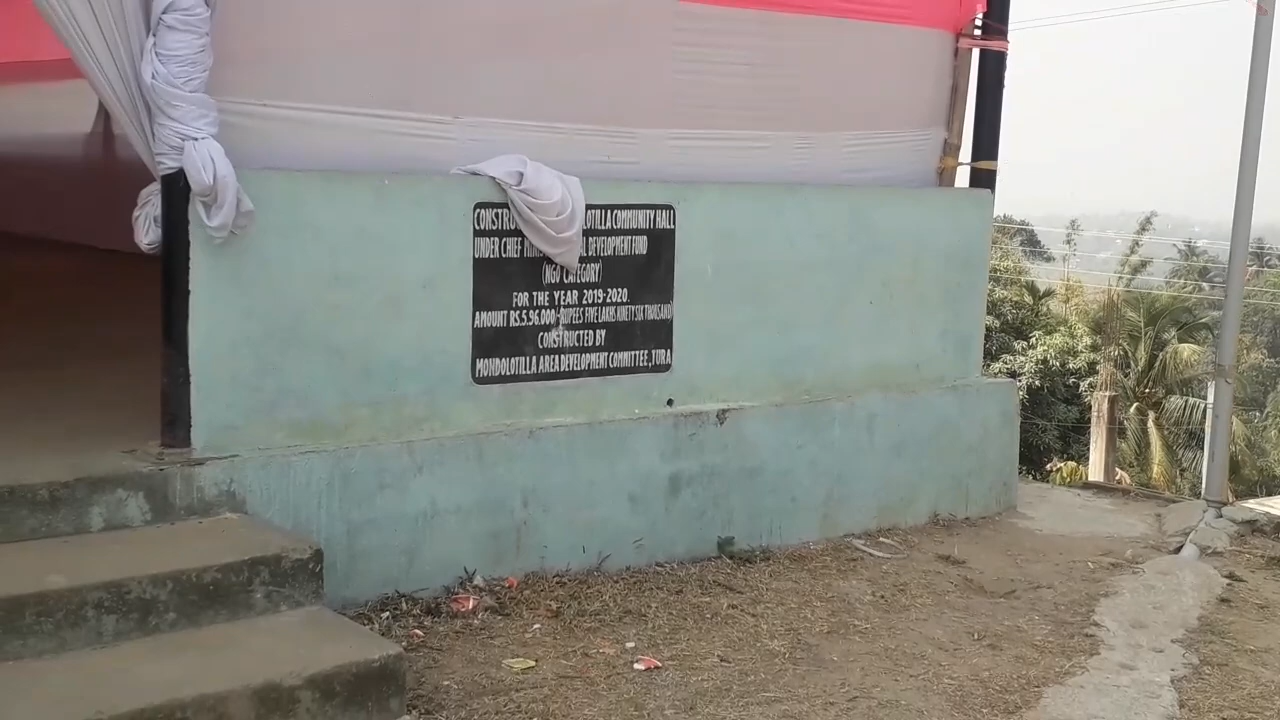 CONSTRU LOTILLA COMMUNITY HALL
UNDER CHIEF MINIS AL DEVELOPMENT FUND
(NGO CATEGORY)
FOR THE YEAR 2019-2020.
AMOUNT RS.5.96.000/-(RUPEES FIVE LAKHS NINETY SIX THOUSAND)
CONSTRUCTED BY
MONDOLOTILLA AREA DEVELOPMENT COMMITTEE, TURA